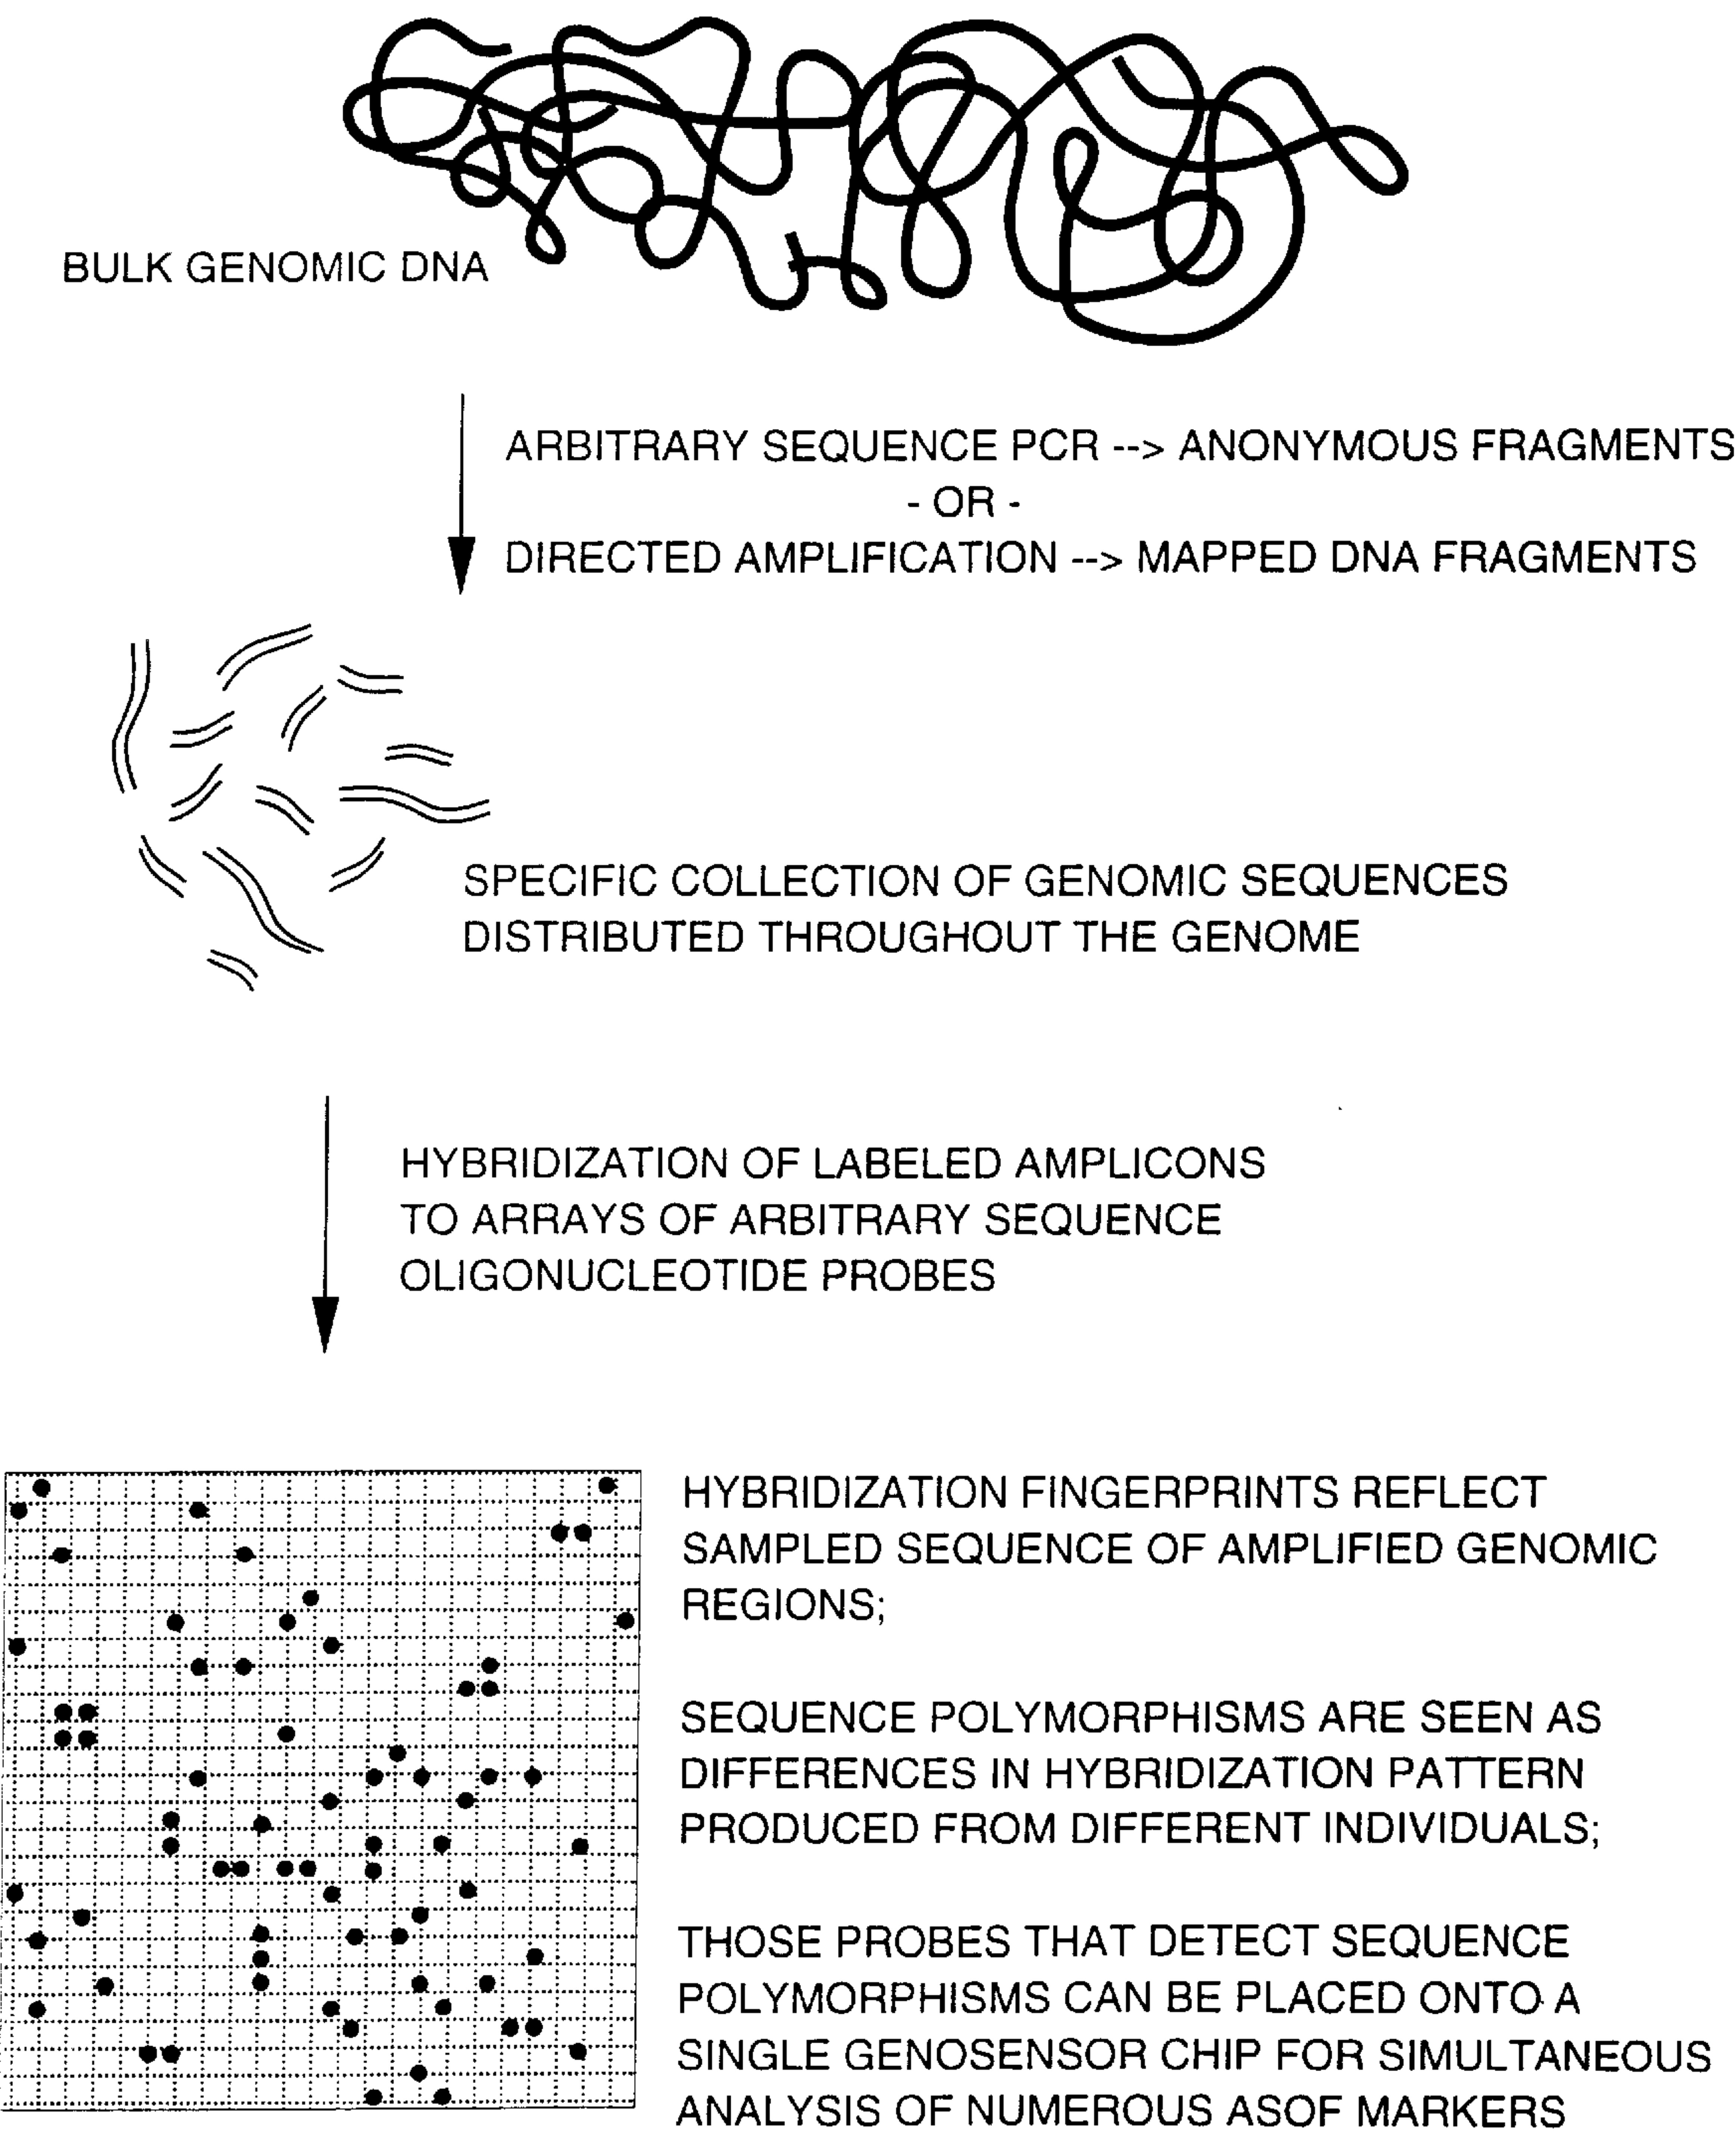 BULK GENOMIC DNA
ARBITRARY SEQUENCE PCR --> ANONYMOUS FRAGMENTS
- OR -
DIRECTED AMPLIFICATION --> MAPPED DNA FRAGMENTS
SPECIFIC COLLECTION OF GENOMIC SEQUENCES
DISTRIBUTED THROUGHOUT THE GENOME
HYBRIDIZATION OF LABELED AMPLICONS
TO ARRAYS OF ARBITRARY SEQUENCE
OLIGONUCLEOTIDE PROBES
HYBRIDIZATION FINGERPRINTS REFLECT
SAMPLED SEQUENCE OF AMPLIFIED GENOMIC
REGIONS;
SEQUENCE POLYMORPHISMS ARE SEEN AS
DIFFERENCES IN HYBRIDIZATION PATTERN
PRODUCED FROM DIFFERENT INDIVIDUALS;
THOSE PROBES THAT DETECT SEQUENCE
POLYMORPHISMS CAN BE PLACED ONTO A
SINGLE GENOSENSOR CHIP FOR SIMULTANEOUS
ANALYSIS OF NUMEROUS ASOF MARKERS